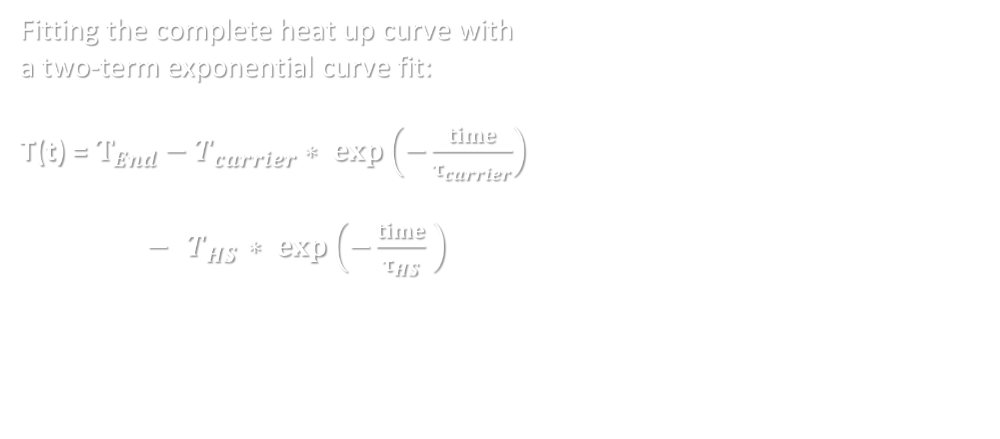 Fitting the complete heat up curve with
a two-term exponential curve fit:
T(t) = T_End − T_carrier * exp (− time/τ_carrier)
− T_HS * exp (− time/τ_HS)